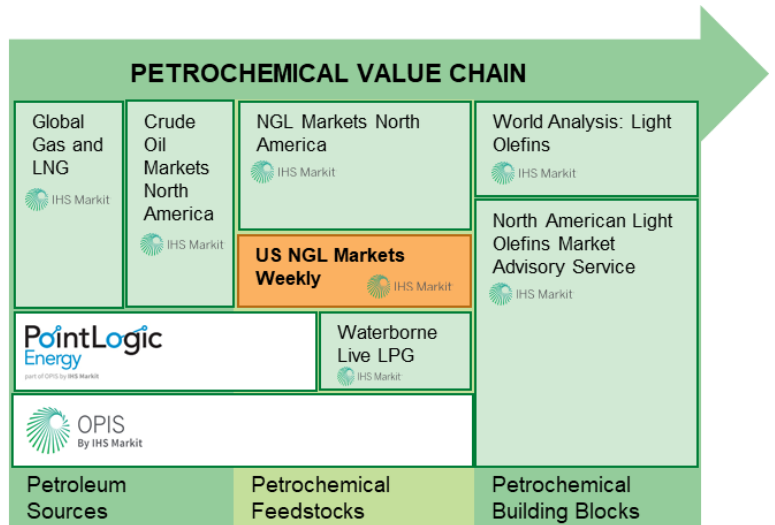 PETROCHEMICAL VALUE CHAIN
Global
Gas and
LNG
IHS Markit
Crude
Oil
Markets
North
America
IHS Markit
NGL Markets North
America
IHS Markit
World Analysis: Light
Olefins
IHS Markit
US NGL Markets
Weekly
IHS Markit
North American Light
Olefins Market
Advisory Service
IHS Markit
PointLogic
Energy
part of OPIS by IHS Markit
Waterborne
Live LPG
IHS Markit
OPIS
By IHS Markit
Petroleum
Sources
Petrochemical
Feedstocks
Petrochemical
Building Blocks